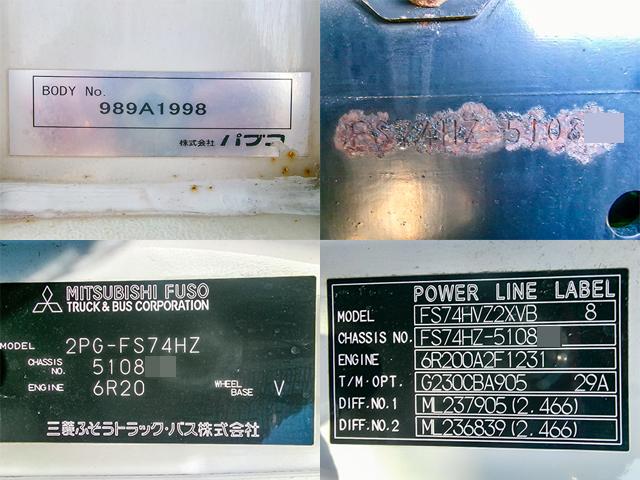 BODY No.
989A1998
株式会社 パブコ
FS74HZ-5108
MITSUBISHI FUSO
TRUCK & BUS CORPORATION
MODEL 2PG-FS74HZ
CHASSIS NO. 5108
ENGINE 6R20 WHEEL BASE V
三菱ふそうトラック・バス株式会社
POWER LINE LABEL
MODEL FS74HVZ2XVB 8
CHASSIS NO. FS74HZ-5108
ENGINE 6R200A2F1231
T/M.OPT. G230CBA905 29A
DIFF.NO.1 ML237905(2.466)
DIFF.NO.2 ML236839(2.466)